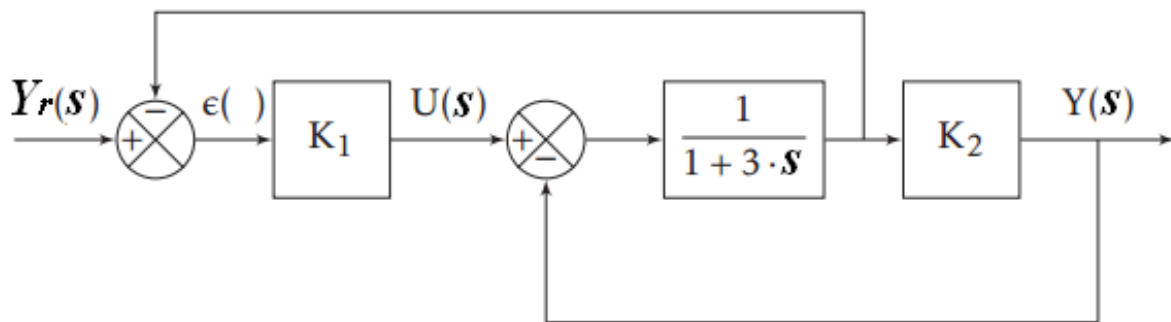 Yr(s) − + ϵ( ) K₁ U(s) + − 1 / 1 + 3 · s K₂ Y(s)